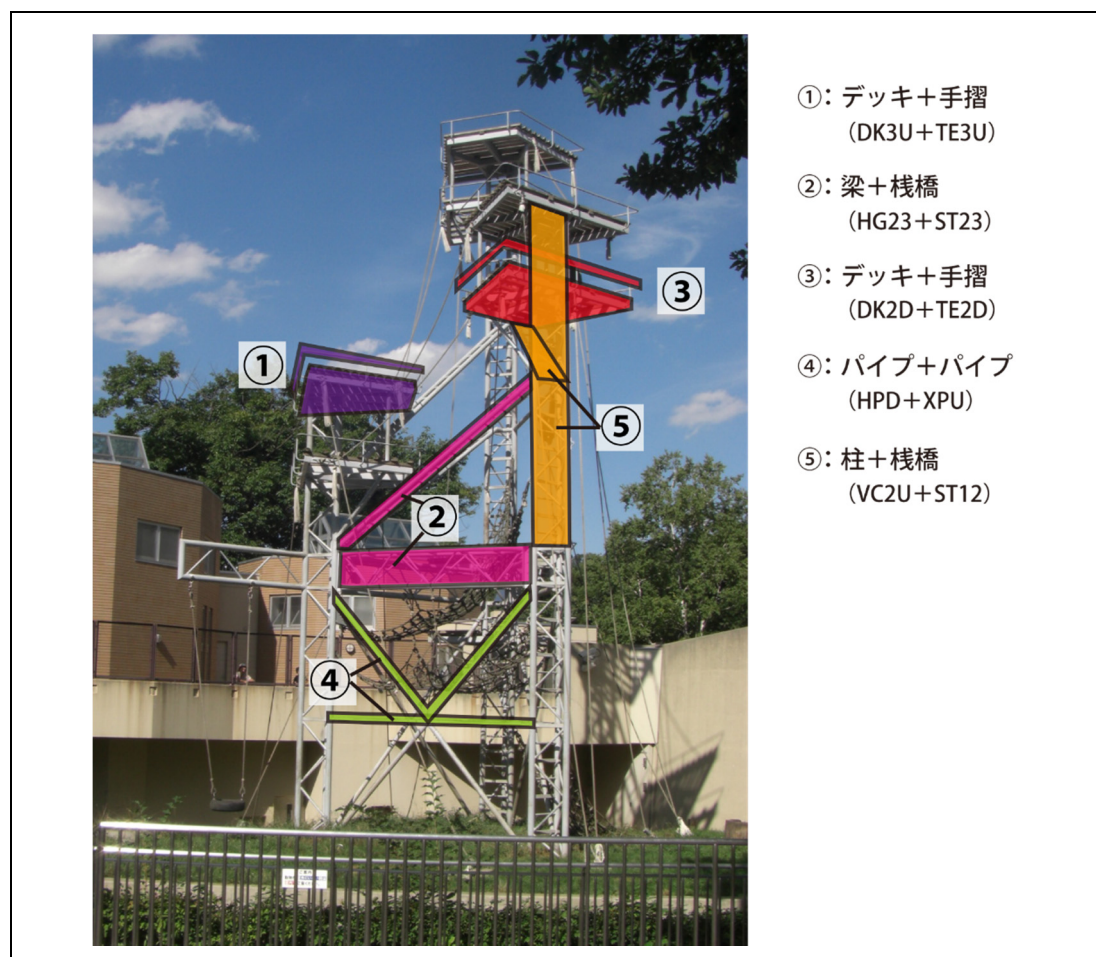 ①：デッキ＋手摺
（DK3U＋TE3U）
②：梁＋桟橋
（HG23＋ST23）
③：デッキ＋手摺
（DK2D＋TE2D）
④：パイプ＋パイプ
（HPD＋XPU）
⑤：柱＋桟橋
（VC2U＋ST12）
①
②
③
④
⑤